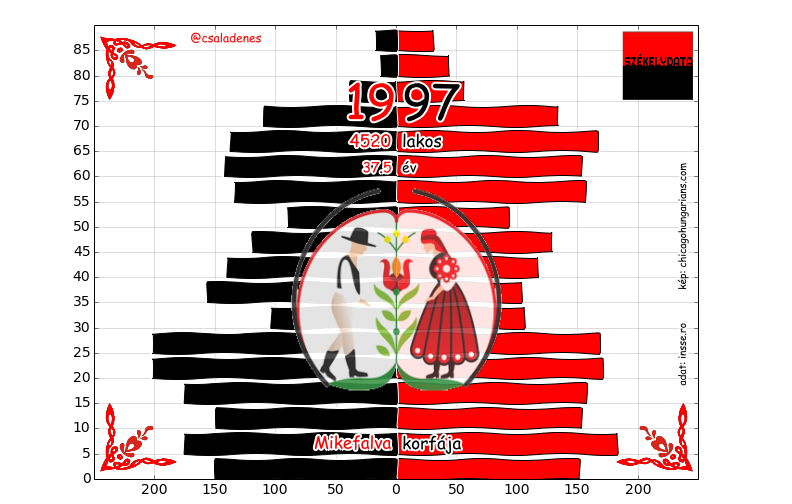 @csaladenes
SZÉKELYDATA
1997
4520 lakos
37.5 év
kép: chicagohungarians.com
adat: insse.ro
Mikefalva korfája
85
80
75
70
65
60
55
50
45
40
35
30
25
20
15
10
5
0
200 150 100 50 0 50 100 150 200